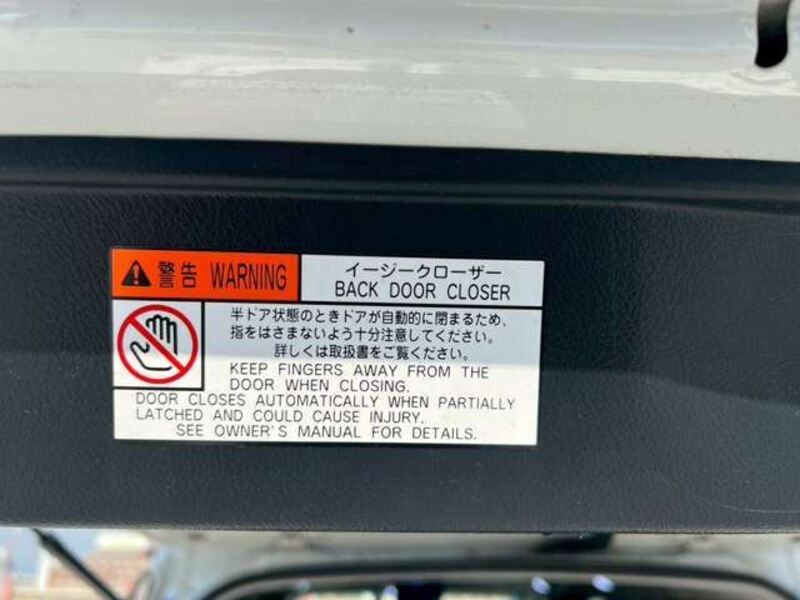 警告 WARNING
イージークローザー
BACK DOOR CLOSER
半ドア状態のときドアが自動的に閉まるため、
指をはさまないよう十分注意してください。
詳しくは取扱書をご覧ください。
KEEP FINGERS AWAY FROM THE
DOOR WHEN CLOSING.
DOOR CLOSES AUTOMATICALLY WHEN PARTIALLY
LATCHED AND COULD CAUSE INJURY.
SEE OWNER'S MANUAL FOR DETAILS.